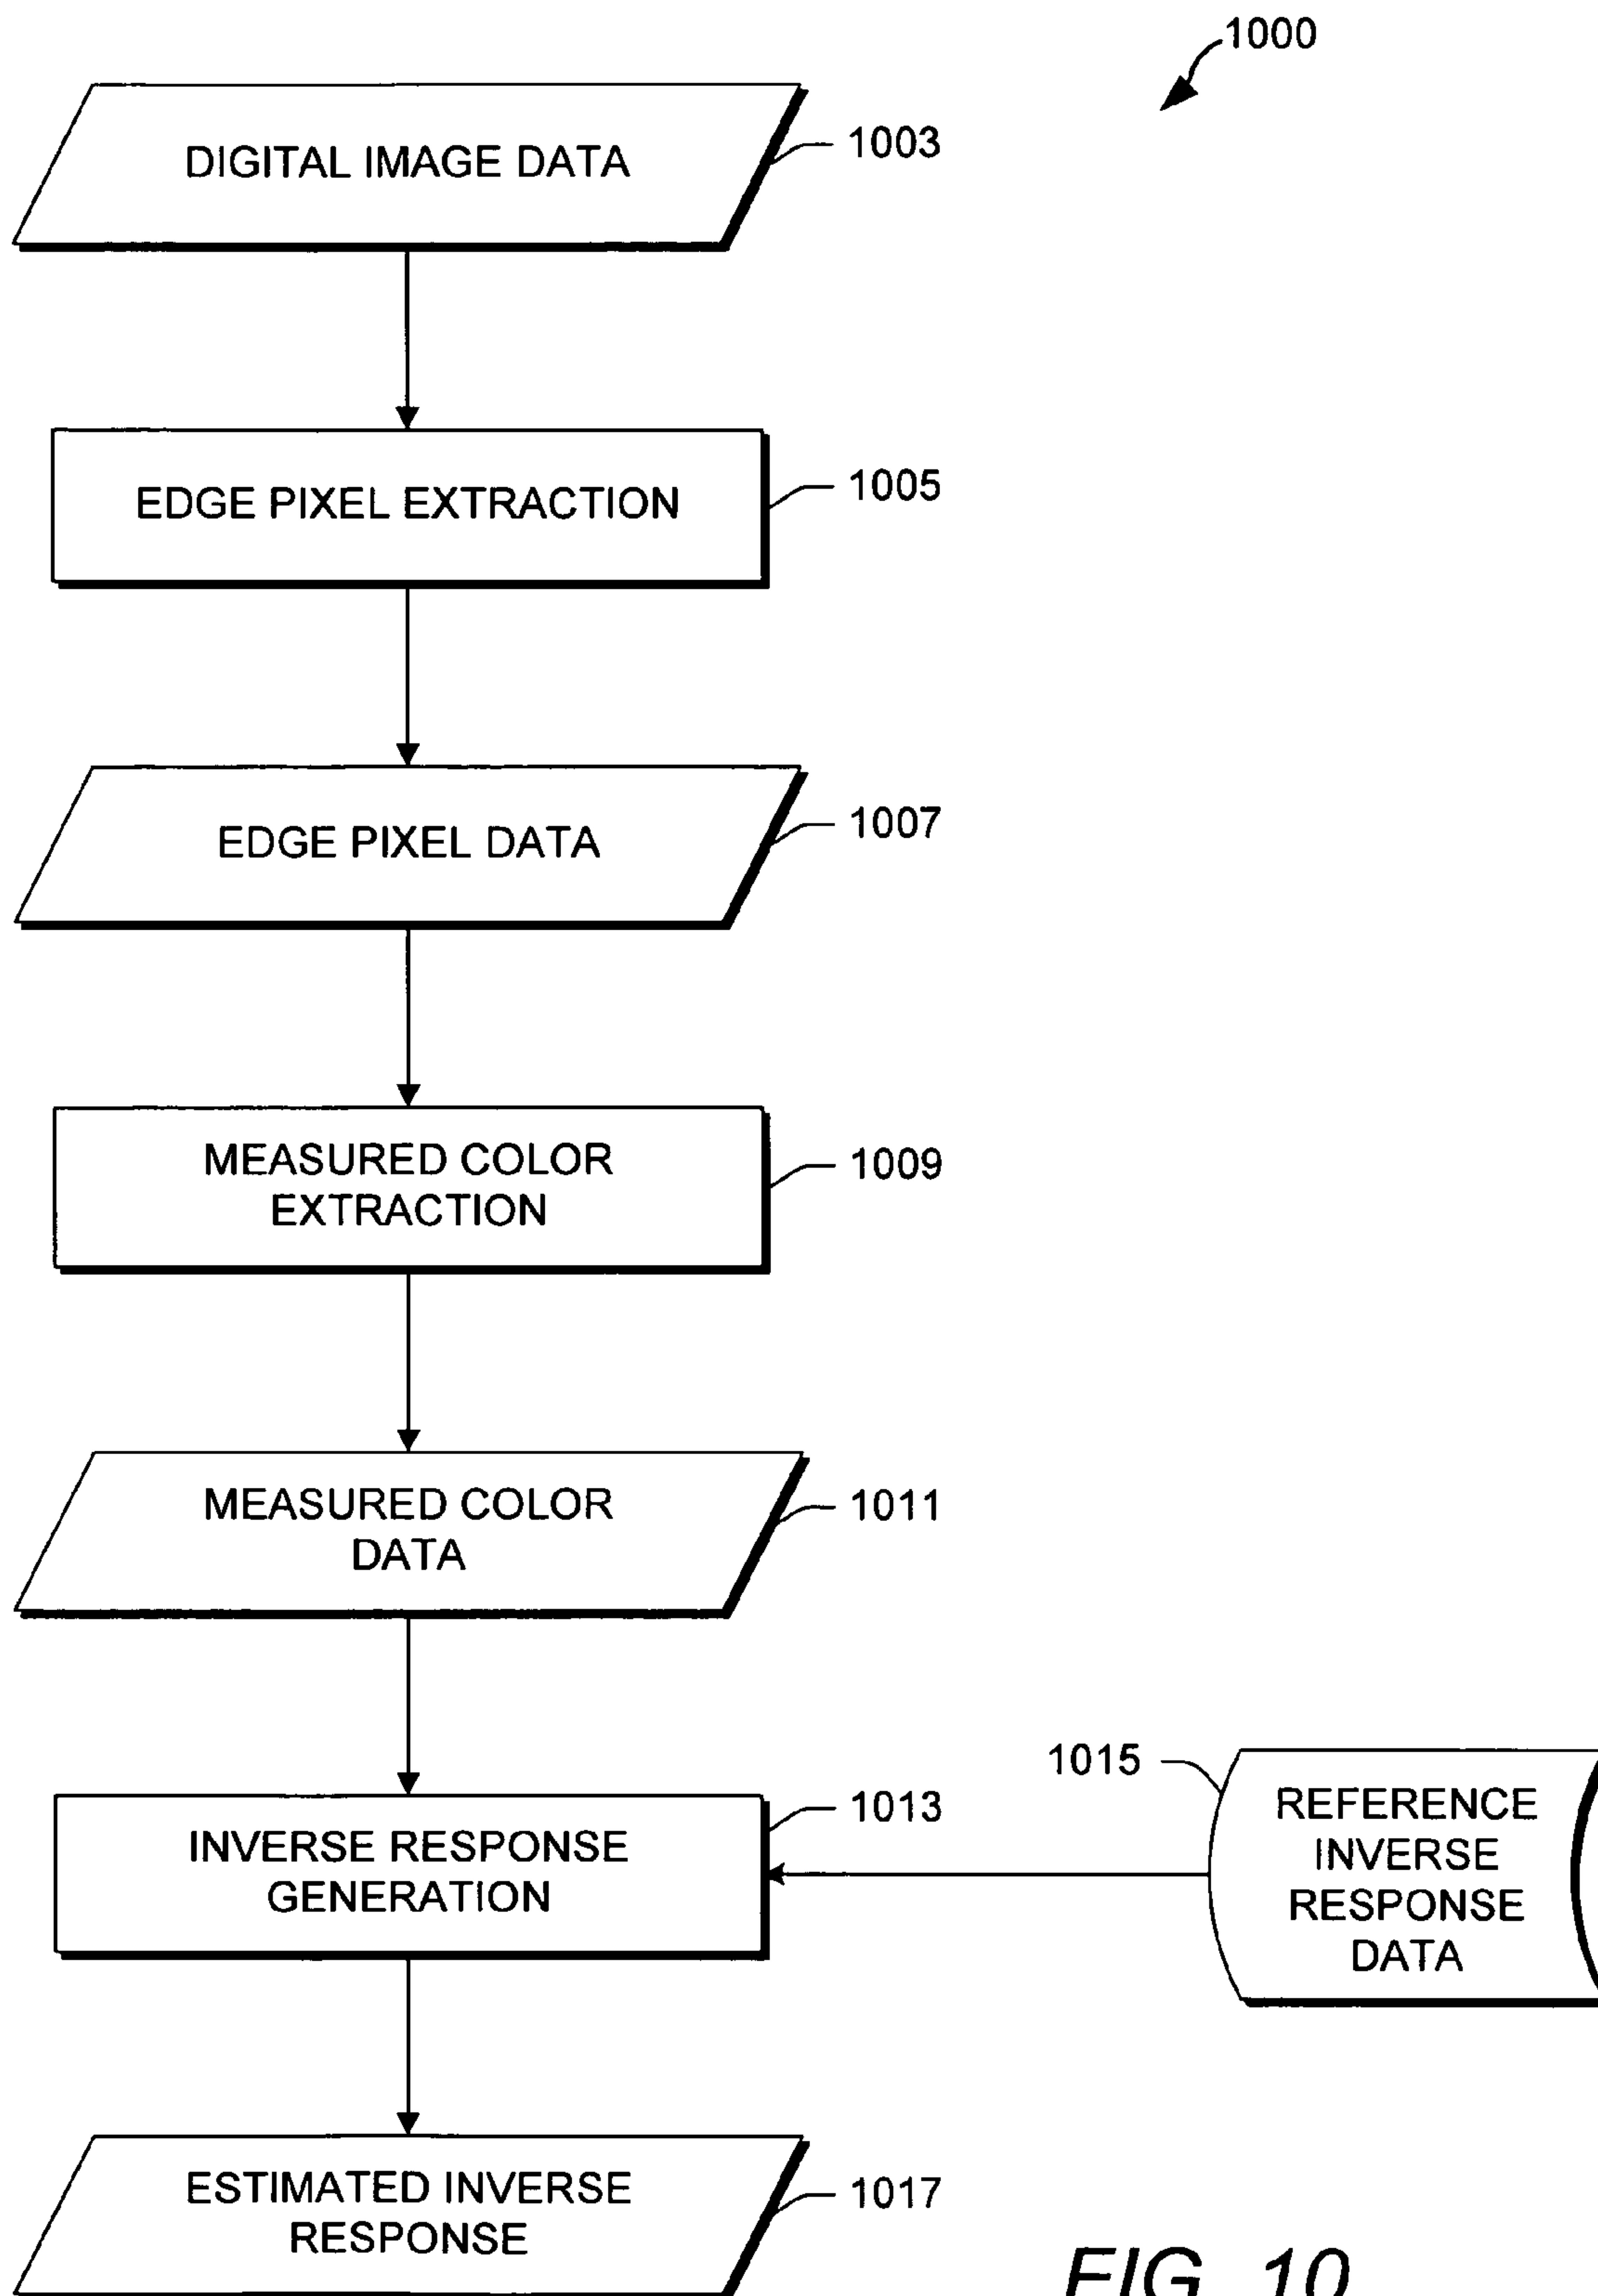 1000
DIGITAL IMAGE DATA
1003
EDGE PIXEL EXTRACTION
1005
EDGE PIXEL DATA
1007
MEASURED COLOR
EXTRACTION
1009
MEASURED COLOR
DATA
1011
INVERSE RESPONSE
GENERATION
1013
1015
REFERENCE
INVERSE
RESPONSE
DATA
ESTIMATED INVERSE
RESPONSE
1017
FIG. 10